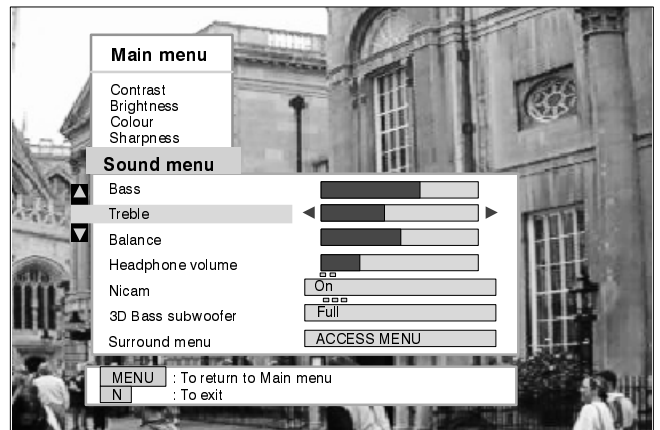 Main menu
Contrast
Brightness
Colour
Sharpness
Sound menu
Bass
Treble
Balance
Headphone volume
Nicam On
3D Bass subwoofer Full
Surround menu ACCESS MENU
MENU : To return to Main menu
N : To exit